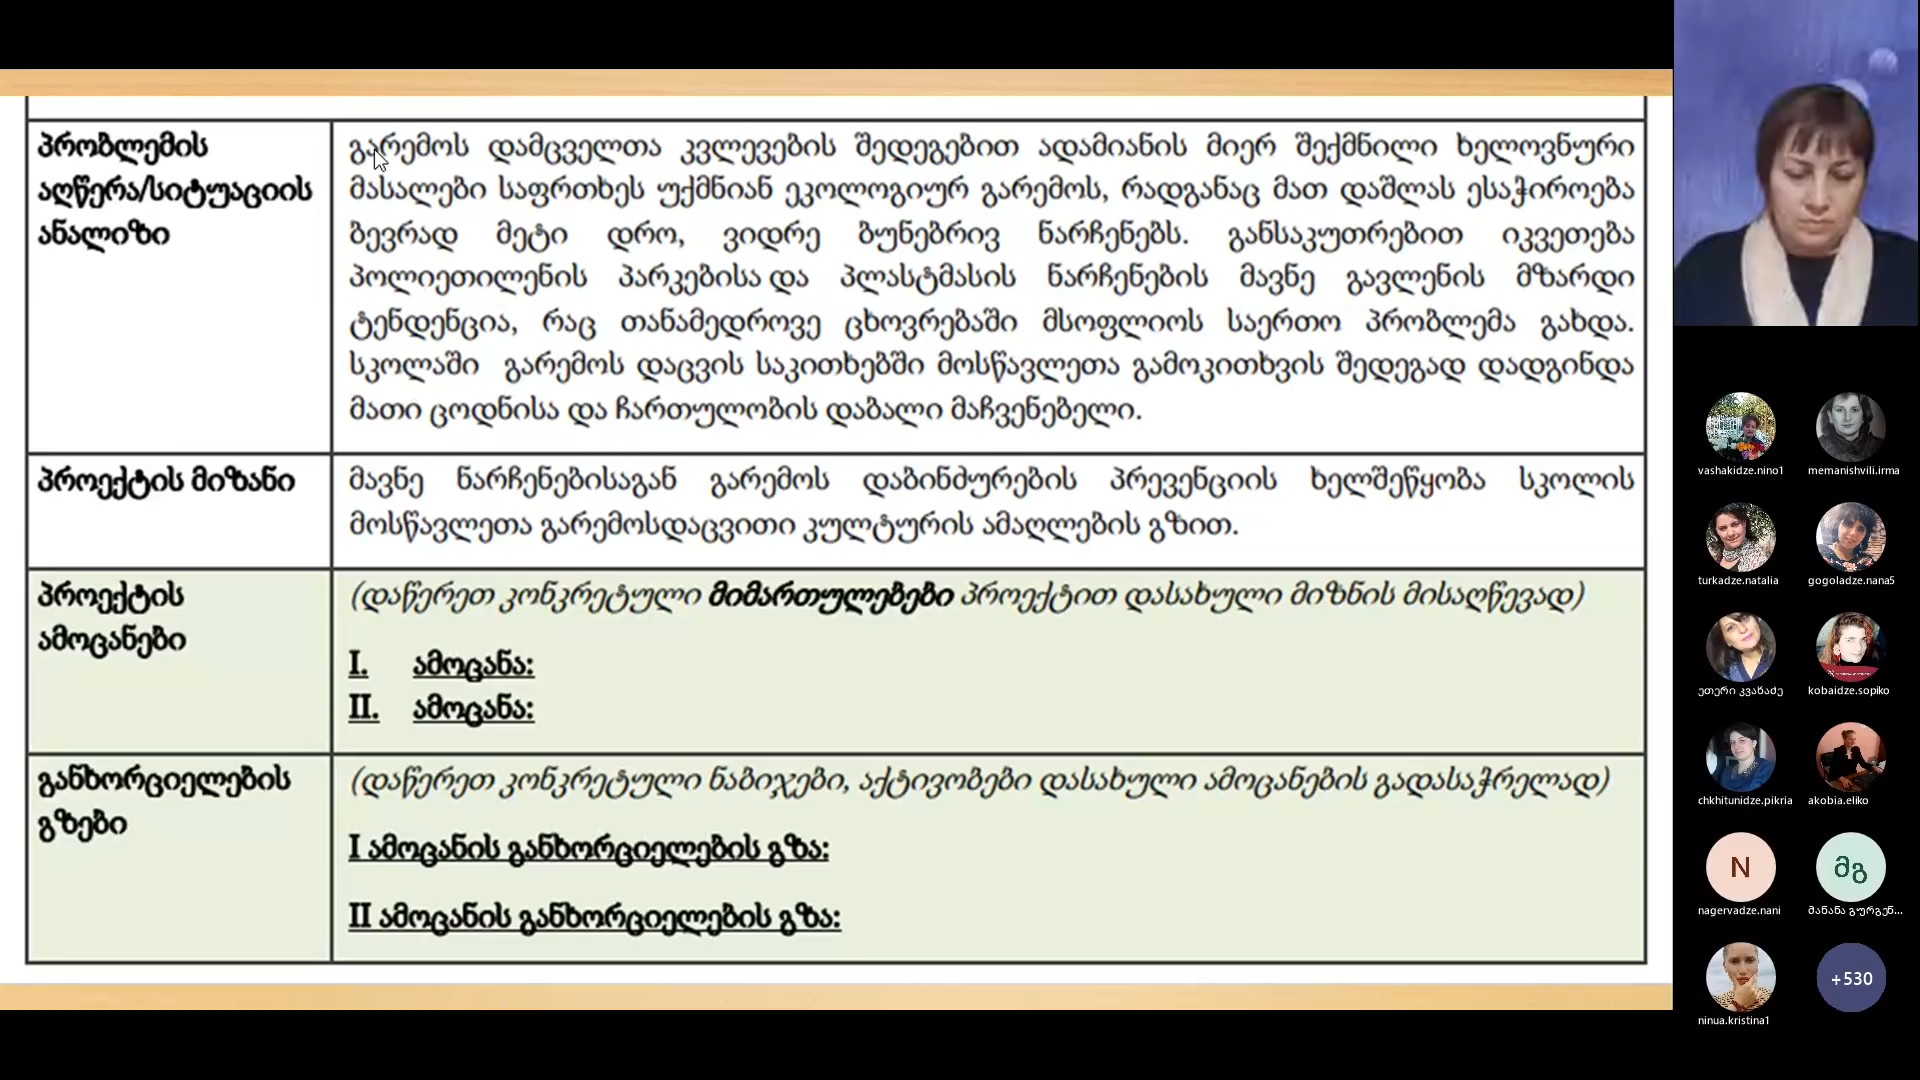 პრობლემის
აღწერა/სიტუაციის
ანალიზი
გარემოს დამცველთა კვლევების შედეგებით ადამიანის მიერ შექმნილი ხელოვნური
მასალები საფრთხეს უქმნიან ეკოლოგიურ გარემოს, რადგანაც მათ დაშლას ესაჭიროება
ბევრად მეტი დრო, ვიდრე ბუნებრივ ნარჩენებს. განსაკუთრებით იკვეთება
პოლიეთილენის პარკებისა და პლასტმასის ნარჩენების მავნე გავლენის მზარდი
ტენდენცია, რაც თანამედროვე ცხოვრებაში მსოფლიოს საერთო პრობლემა გახდა.
სკოლაში გარემოს დაცვის საკითხებში მოსწავლეთა გამოკითხვის შედეგად დადგინდა
მათი ცოდნისა და ჩართულობის დაბალი მაჩვენებელი.
პროექტის მიზანი
მავნე ნარჩენებისაგან გარემოს დაბინძურების პრევენციის ხელშეწყობა სკოლის
მოსწავლეთა გარემოსდაცვითი კულტურის ამაღლების გზით.
პროექტის
ამოცანები
(დაწერეთ კონკრეტული მიმართულებები პროექტით დასახული მიზნის მისაღწევად)
I. ამოცანა:
II. ამოცანა:
განხორციელების
გზები
(დაწერეთ კონკრეტული ნაბიჯები, აქტივობები დასახული ამოცანების გადასაჭრელად)
I ამოცანის განხორციელების გზა:
II ამოცანის განხორციელების გზა:
vashakidze.nino1
memanishvili.irma
turkadze.natalia
gogoladze.nana5
ეთერი კვახაძე
kobaidze.sopiko
chkhitunidze.pikria
akobia.eliko
N
მგ
nagervadze.nani
მანანა გურგენ...
+530
ninua.kristina1